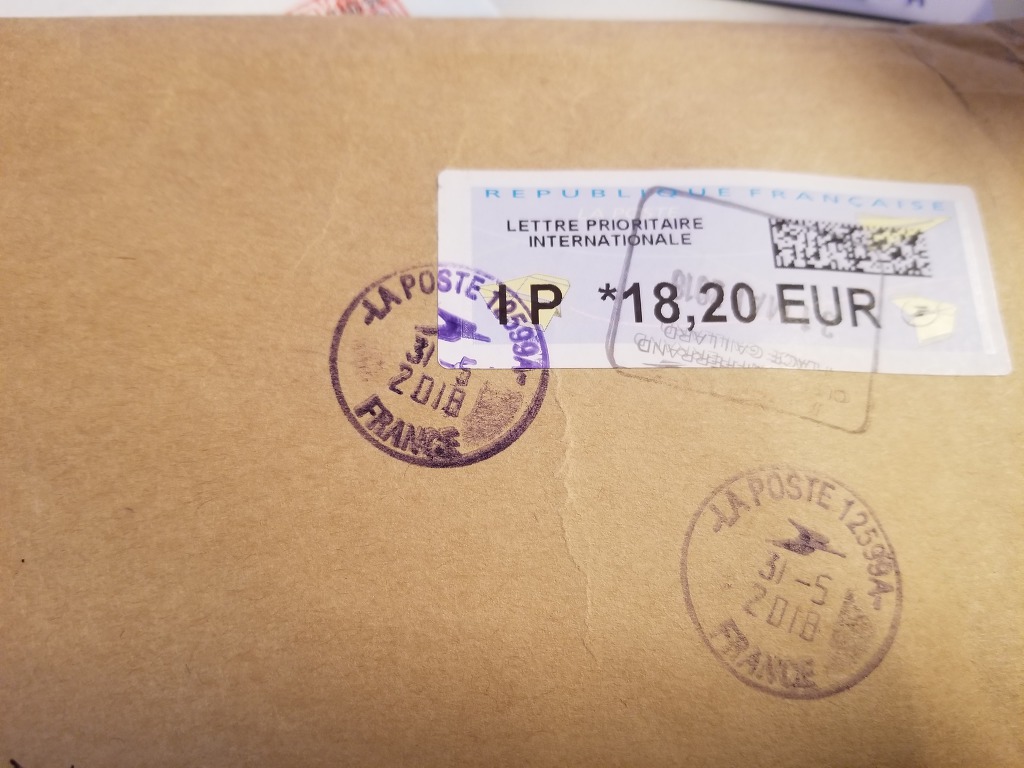 REPUBLIQUE FRANÇAISE
LETTRE PRIORITAIRE
INTERNATIONALE
IP *18,20 EUR
LA POSTE 12599A
31-5
2018
FRANCE
LA POSTE 12599A
31-5
2018
FRANCE